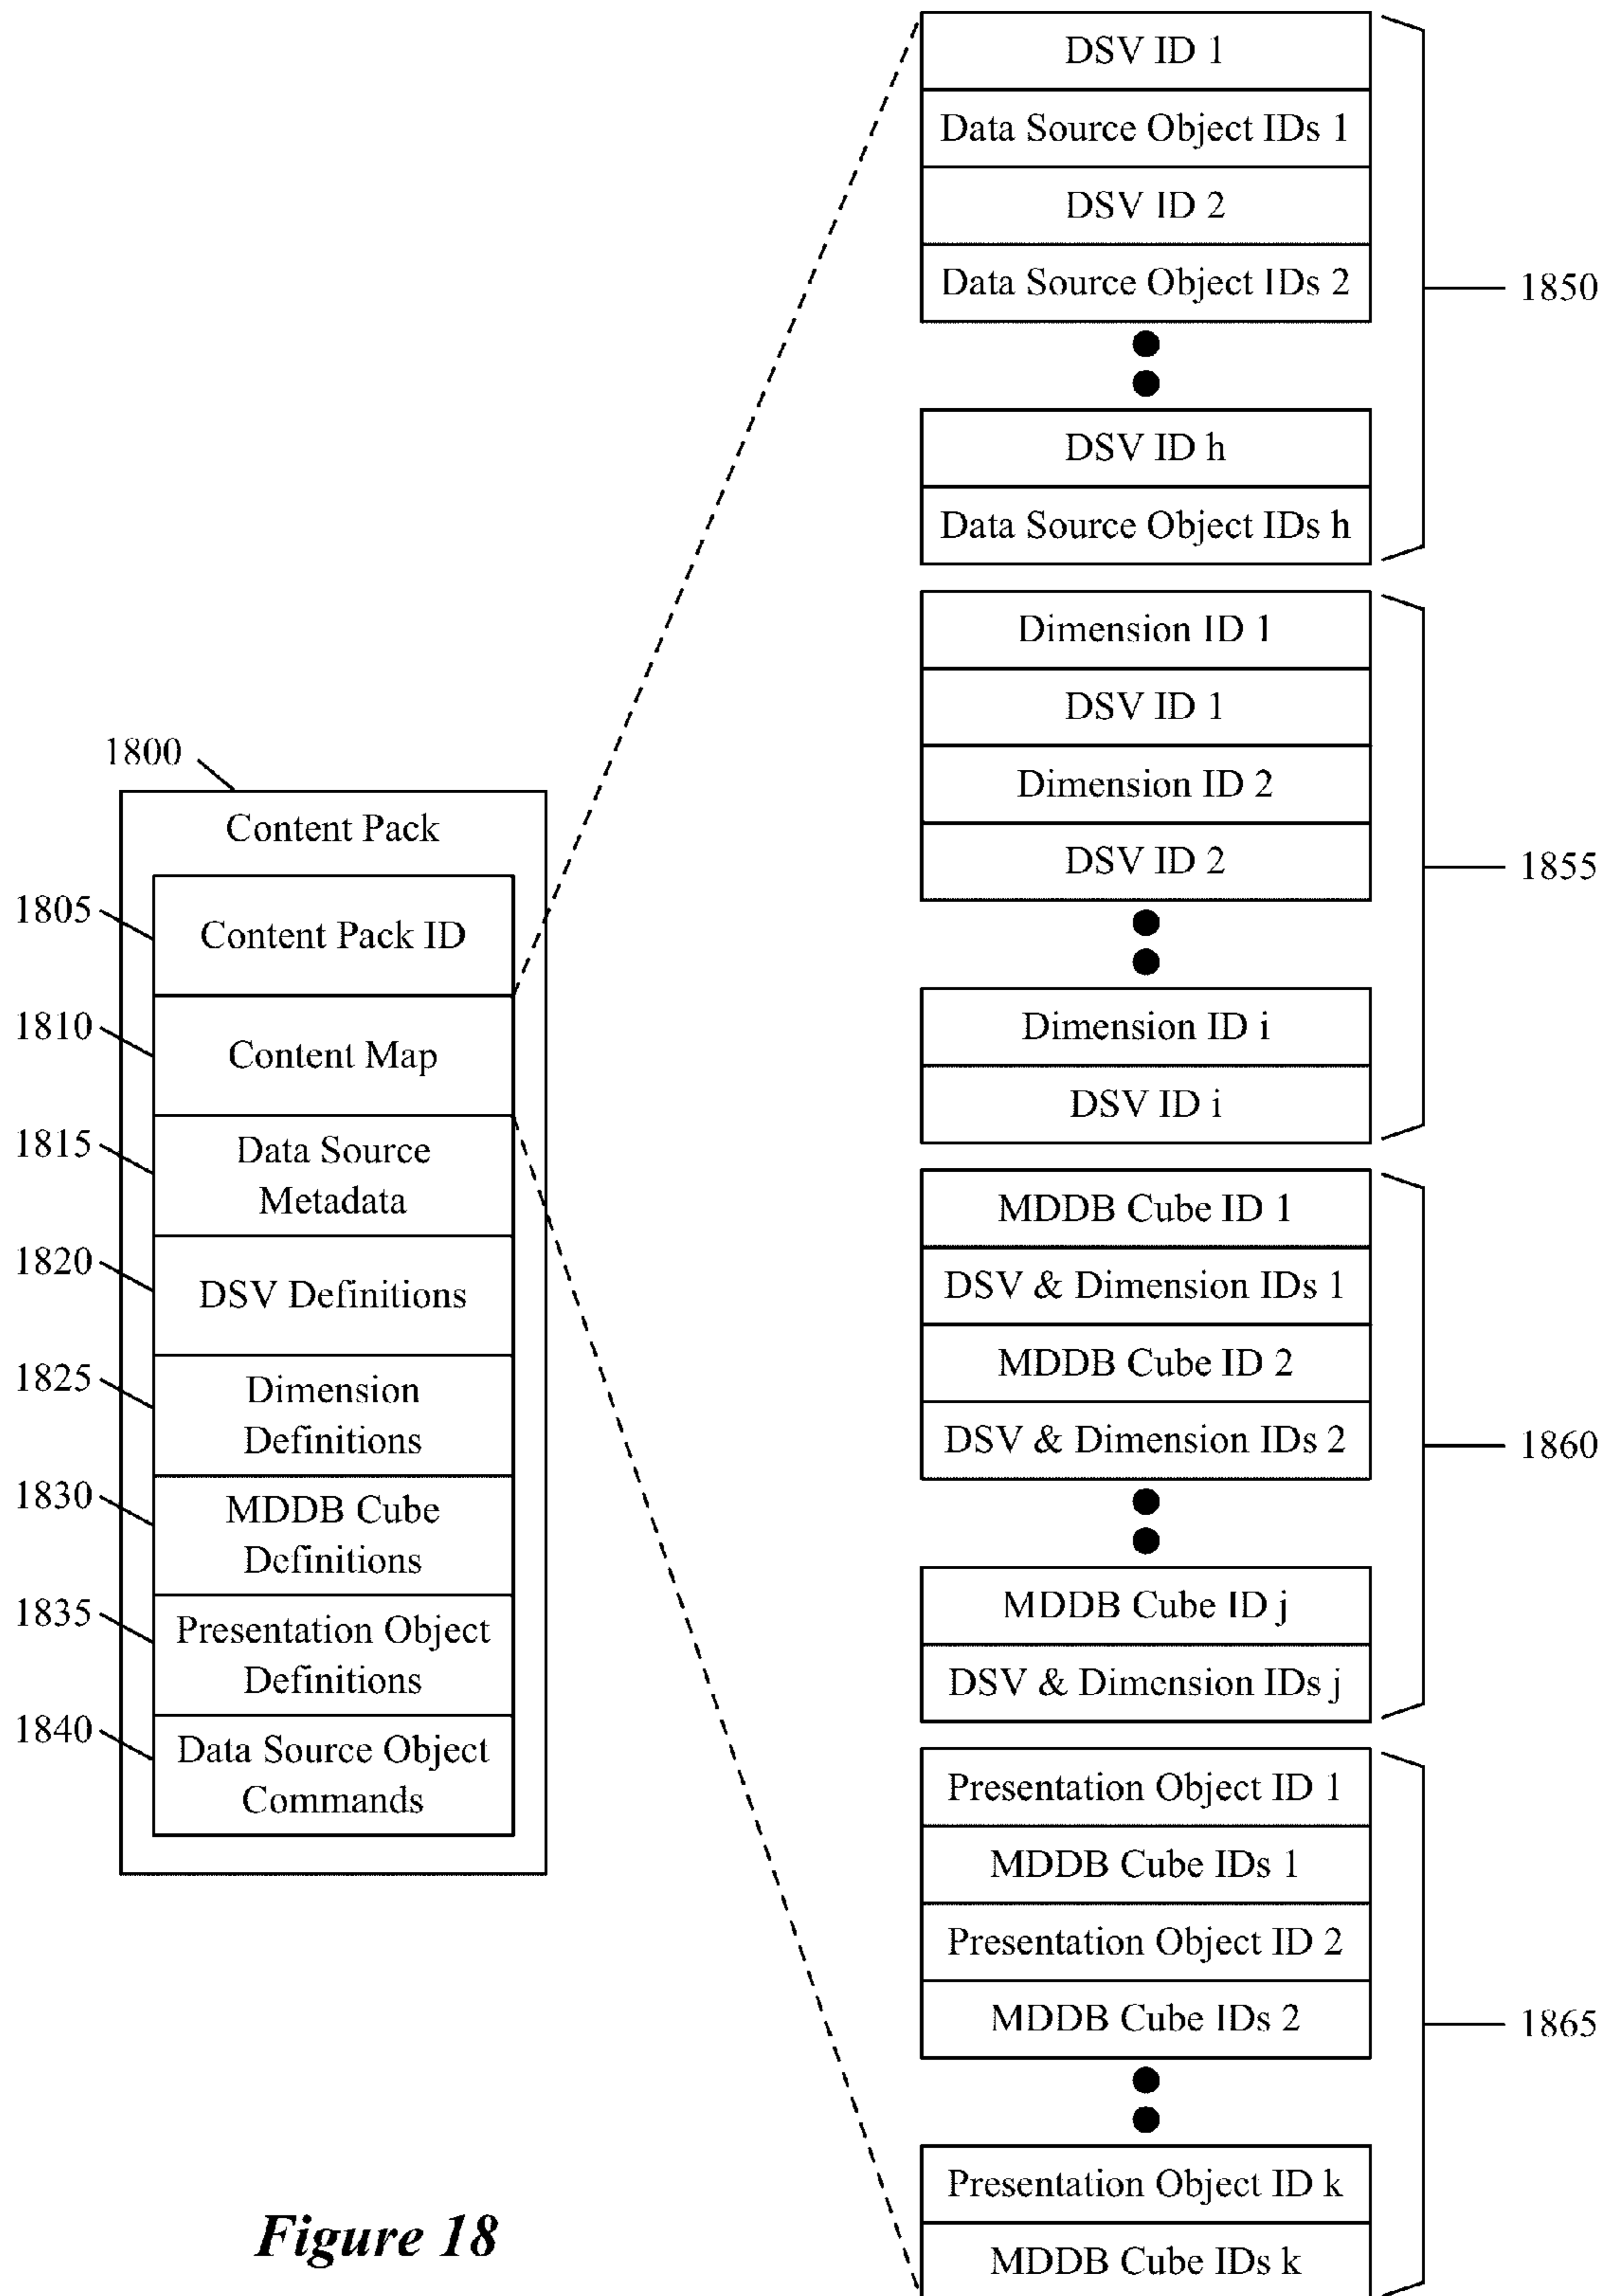 1800
Content Pack
1805
Content Pack ID
1810
Content Map
1815
Data Source
Metadata
1820
DSV Definitions
1825
Dimension
Definitions
1830
MDDB Cube
Definitions
1835
Presentation Object
Definitions
1840
Data Source Object
Commands
DSV ID 1
Data Source Object IDs 1
DSV ID 2
Data Source Object IDs 2
DSV ID h
Data Source Object IDs h
1850
Dimension ID 1
DSV ID 1
Dimension ID 2
DSV ID 2
Dimension ID i
DSV ID i
1855
MDDB Cube ID 1
DSV & Dimension IDs 1
MDDB Cube ID 2
DSV & Dimension IDs 2
MDDB Cube ID j
DSV & Dimension IDs j
1860
Presentation Object ID 1
MDDB Cube IDs 1
Presentation Object ID 2
MDDB Cube IDs 2
Presentation Object ID k
MDDB Cube IDs k
1865
Figure 18